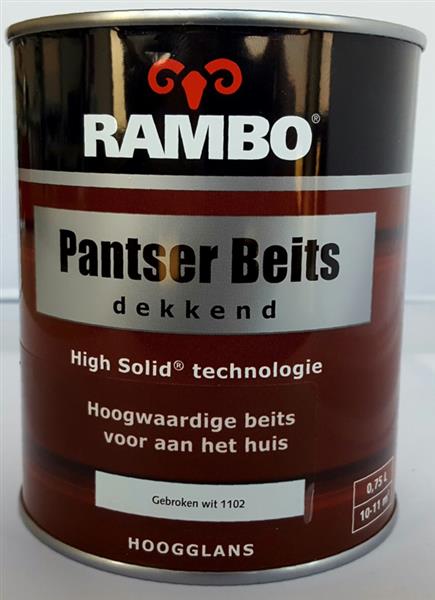 RAMBO®
Pantser Beits
dekkend
High Solid® technologie
Hoogwaardige beits
voor aan het huis
Gebroken wit 1102
0,75 L
10-11 m²
HOOGGLANS